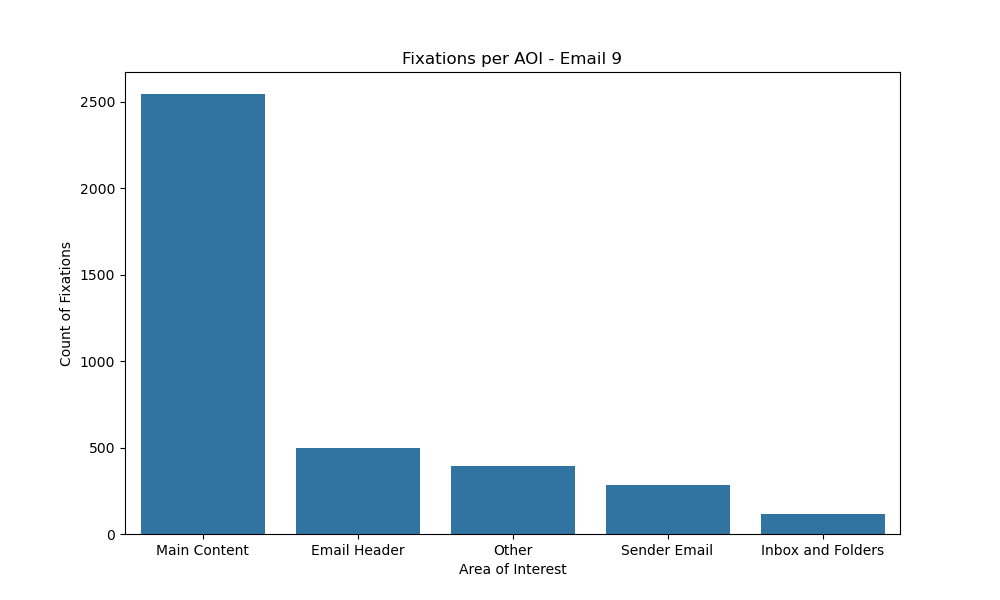 Fixations per AOI - Email 9
Count of Fixations
2500
2000
1500
1000
500
0
Main Content
Email Header
Other
Sender Email
Inbox and Folders
Area of Interest